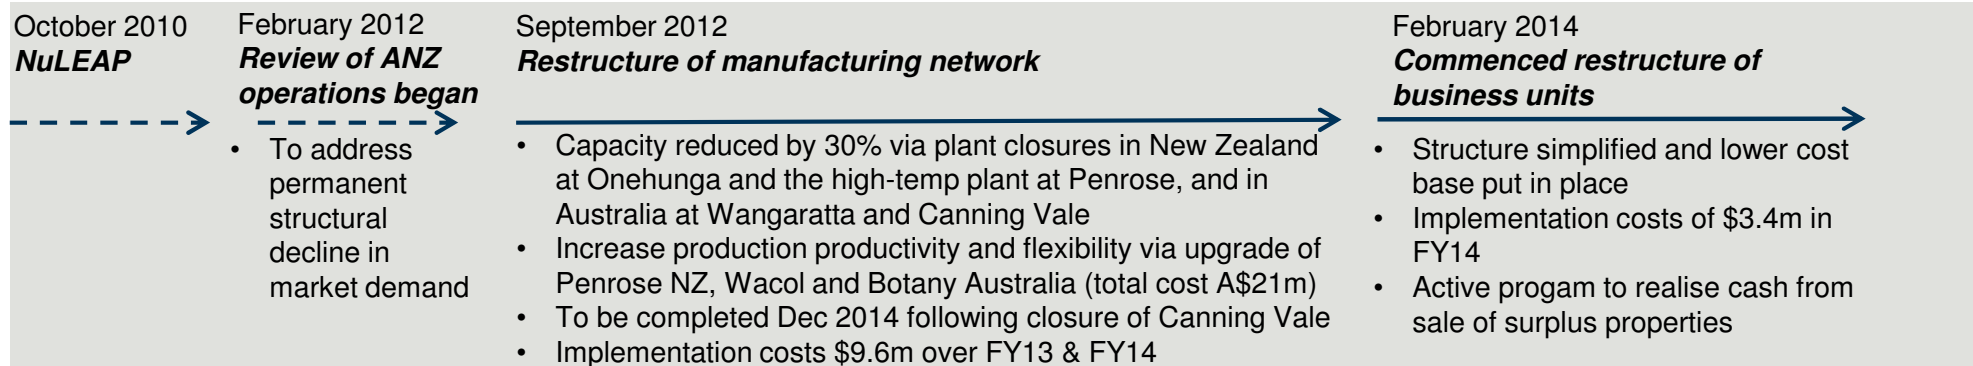 October 2010
NuLEAP
February 2012
Review of ANZ
operations began
• To address
permanent
structural
decline in
market demand
September 2012
Restructure of manufacturing network
• Capacity reduced by 30% via plant closures in New Zealand
at Onehunga and the high-temp plant at Penrose, and in
Australia at Wangaratta and Canning Vale
• Increase production productivity and flexibility via upgrade of
Penrose NZ, Wacol and Botany Australia (total cost A$21m)
• To be completed Dec 2014 following closure of Canning Vale
• Implementation costs $9.6m over FY13 & FY14
February 2014
Commenced restructure of
business units
• Structure simplified and lower cost
base put in place
• Implementation costs of $3.4m in
FY14
• Active progam to realise cash from
sale of surplus properties